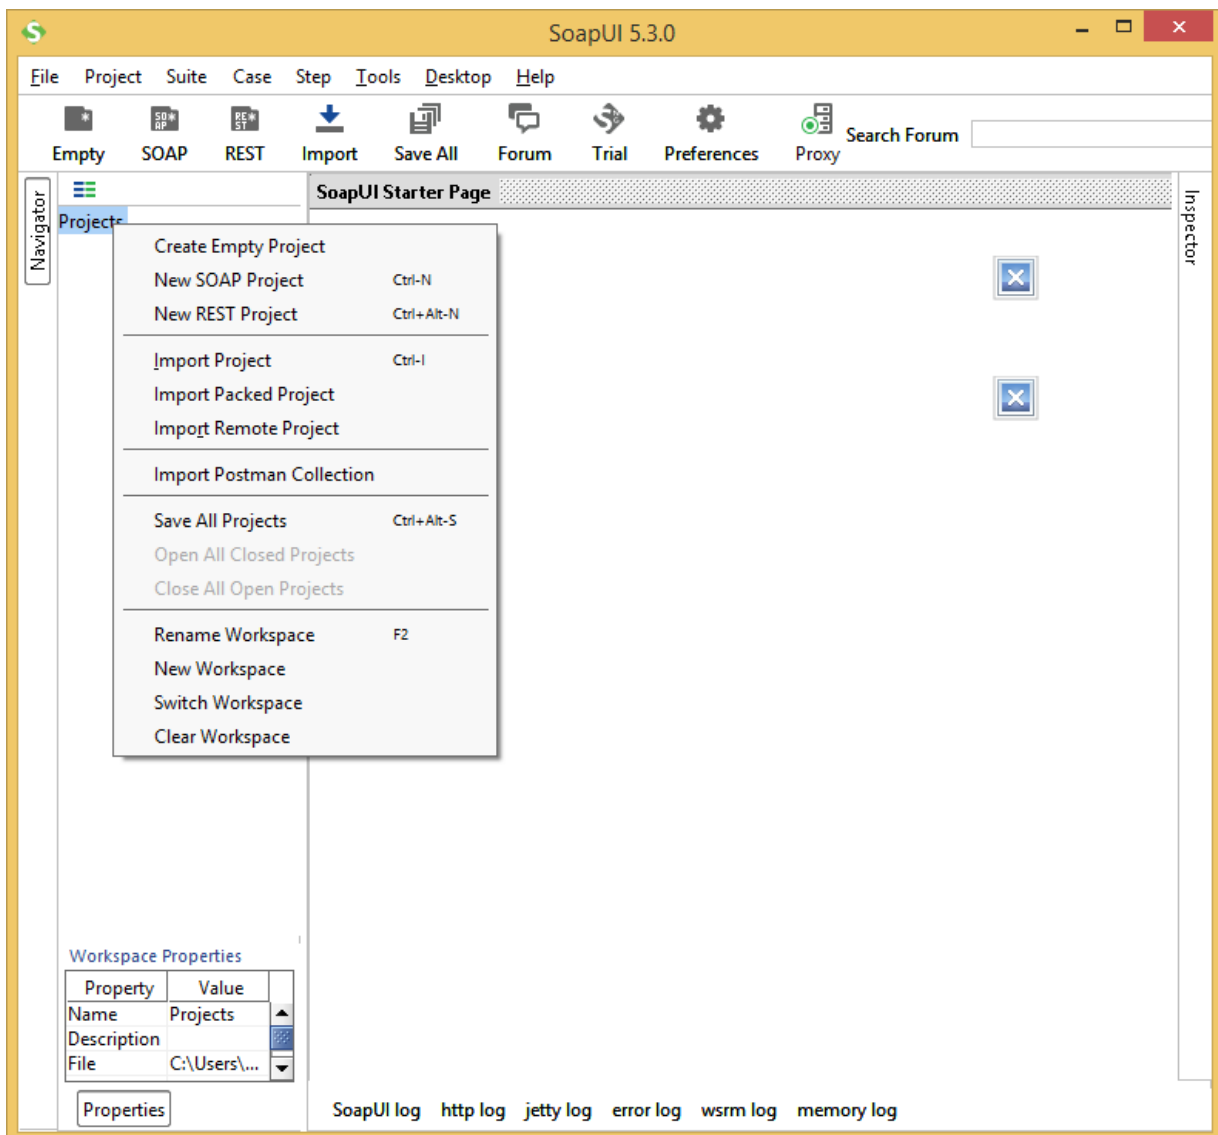 SoapUI 5.3.0
File Project Suite Case Step Tools Desktop Help
Empty SOAP REST Import Save All Forum Trial Preferences Proxy Search Forum
Navigator
SoapUI Starter Page
Inspector
Projects
Create Empty Project
New SOAP Project Ctrl-N
New REST Project Ctrl+Alt-N
Import Project Ctrl-I
Import Packed Project
Import Remote Project
Import Postman Collection
Save All Projects Ctrl+Alt-S
Open All Closed Projects
Close All Open Projects
Rename Workspace F2
New Workspace
Switch Workspace
Clear Workspace
Workspace Properties
Property Value
Name Projects
Description
File C:\Users\...
Properties
SoapUI log http log jetty log error log wsrm log memory log